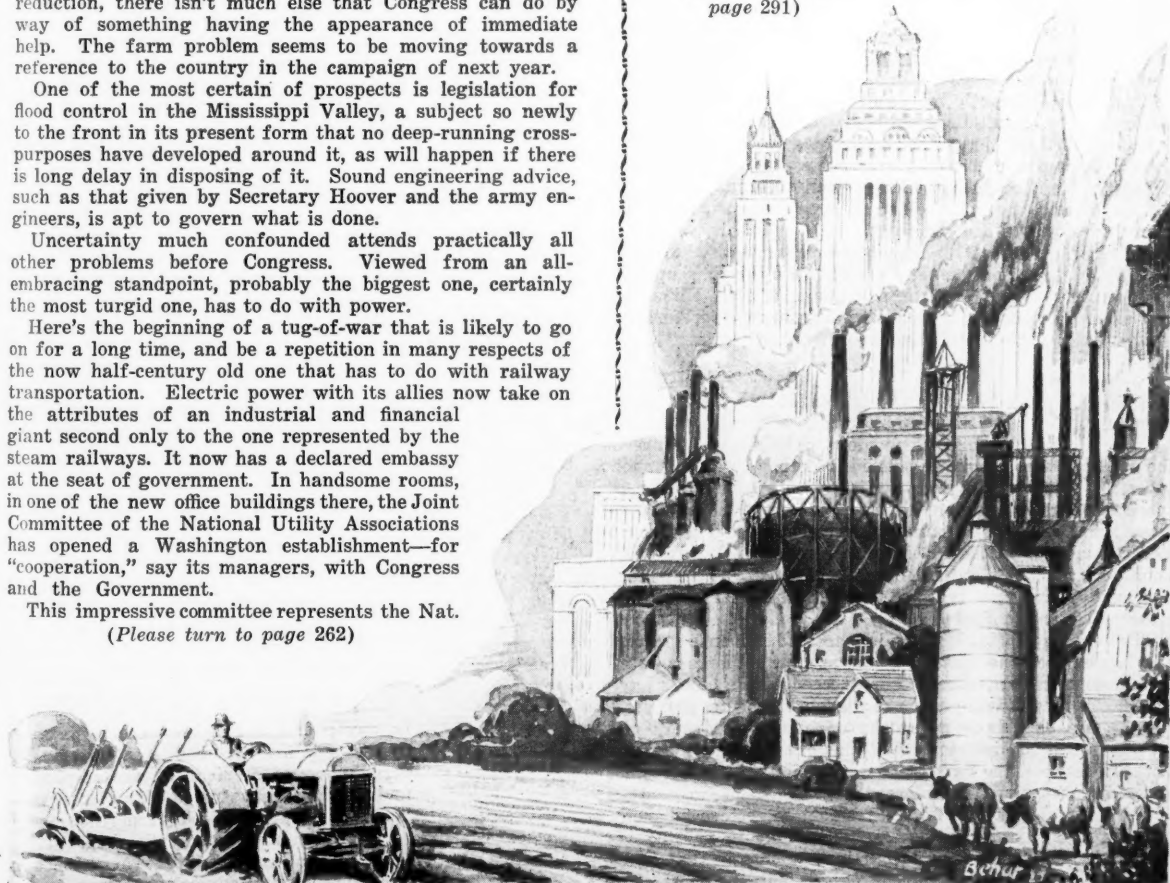 reduction, there isn't much else that Congress can do by
way of something having the appearance of immediate
help. The farm problem seems to be moving towards a
reference to the country in the campaign of next year.
One of the most certain of prospects is legislation for
flood control in the Mississippi Valley, a subject so newly
to the front in its present form that no deep-running cross-
purposes have developed around it, as will happen if there
is long delay in disposing of it. Sound engineering advice,
such as that given by Secretary Hoover and the army en-
gineers, is apt to govern what is done.
Uncertainty much confounded attends practically all
other problems before Congress. Viewed from an all-
embracing standpoint, probably the biggest one, certainly
the most turgid one, has to do with power.
Here's the beginning of a tug-of-war that is likely to go
on for a long time, and be a repetition in many respects of
the now half-century old one that has to do with railway
transportation. Electric power with its allies now take on
the attributes of an industrial and financial
giant second only to the one represented by the
steam railways. It now has a declared embassy
at the seat of government. In handsome rooms,
in one of the new office buildings there, the Joint
Committee of the National Utility Associations
has opened a Washington establishment—for
"cooperation," say its managers, with Congress
and the Government.
This impressive committee represents the Nat.
(Please turn to page 262)
page 291)